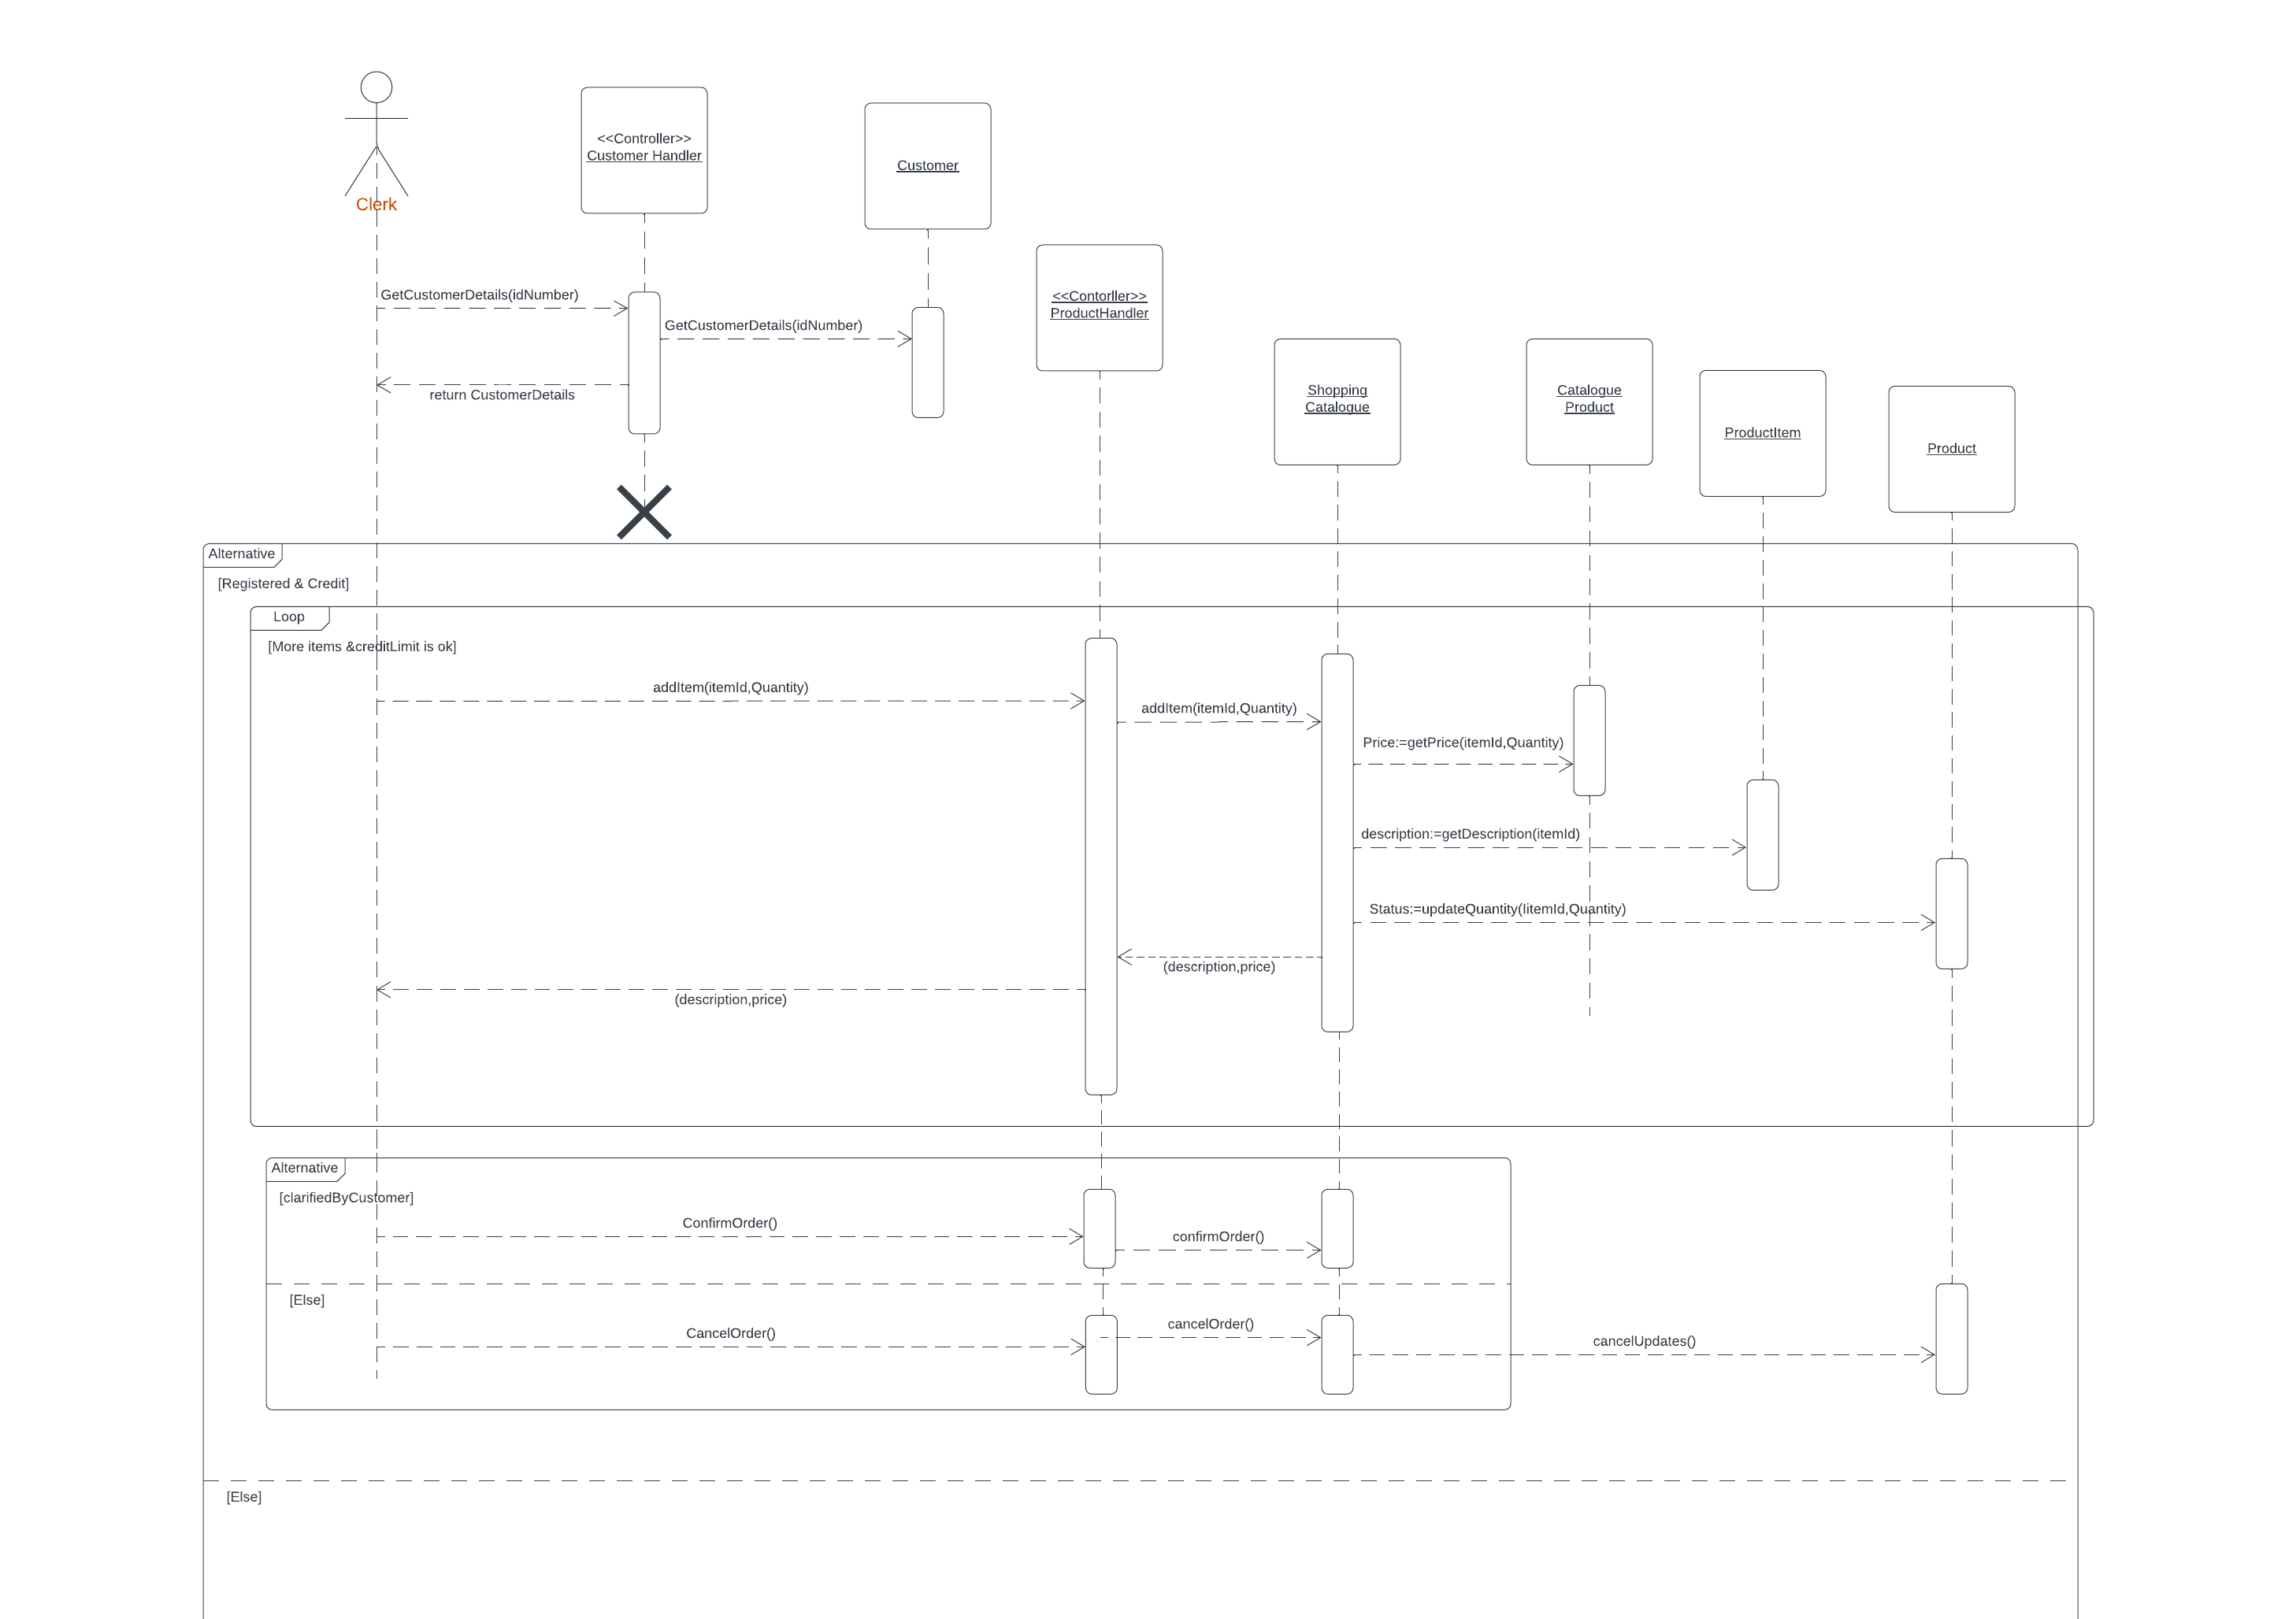 <<Controller>>
Customer Handler
Customer
Clerk
GetCustomerDetails(idNumber)
<<Contorller>>
ProductHandler
GetCustomerDetails(idNumber)
return CustomerDetails
Shopping
Catalogue
Catalogue
Product
ProductItem
Product
Alternative
[Registered & Credit]
Loop
[More items &creditLimit is ok]
addItem(itemId,Quantity)
addItem(itemId,Quantity)
Price:=getPrice(itemId,Quantity)
description:=getDescription(itemId)
Status:=updateQuantity(IitemId,Quantity)
(description,price)
(description,price)
Alternative
[clarifiedByCustomer]
ConfirmOrder()
confirmOrder()
[Else]
CancelOrder()
cancelOrder()
cancelUpdates()
[Else]